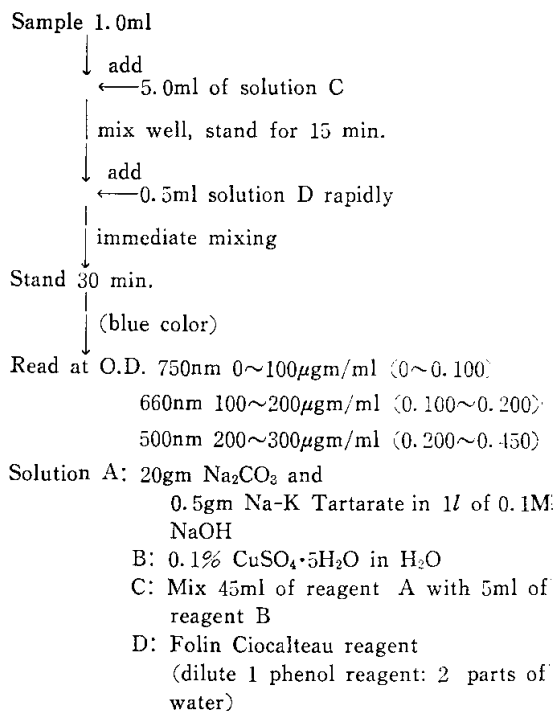 Sample 1.0ml
add
5.0ml of solution C
mix well, stand for 15 min.
add
0.5ml solution D rapidly
immediate mixing
Stand 30 min.
(blue color)
Read at O.D. 750nm 0~100μgm/ml (0~0.100)
660nm 100~200μgm/ml (0.100~0.200)
500nm 200~300μgm/ml (0.200~0.450)
Solution A: 20gm Na₂CO₃ and
0.5gm Na-K Tartarate in 1l of 0.1M
NaOH
B: 0.1% CuSO₄·5H₂O in H₂O
C: Mix 45ml of reagent A with 5ml of
reagent B
D: Folin Ciocalteau reagent
(dilute 1 phenol reagent: 2 parts of
water)